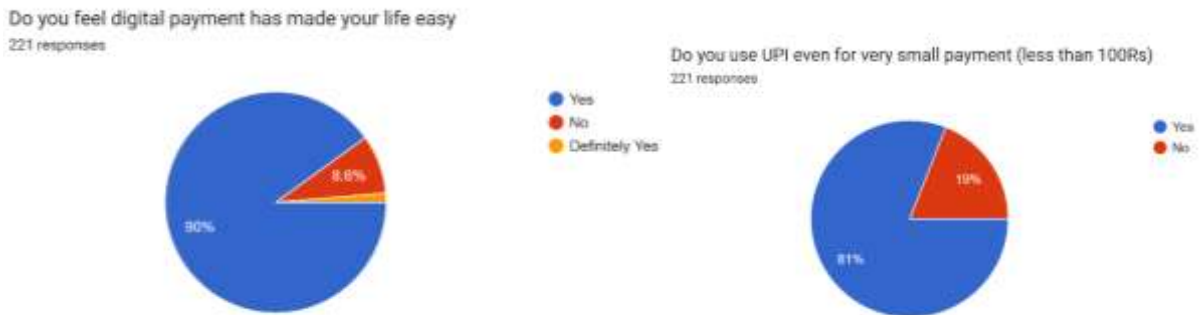 Do you feel digital payment has made your life easy
221 responses
Yes
No
Definitely Yes
8.6%
90%
Do you use UPI even for very small payment (less than 100Rs)
221 responses
Yes
No
19%
81%